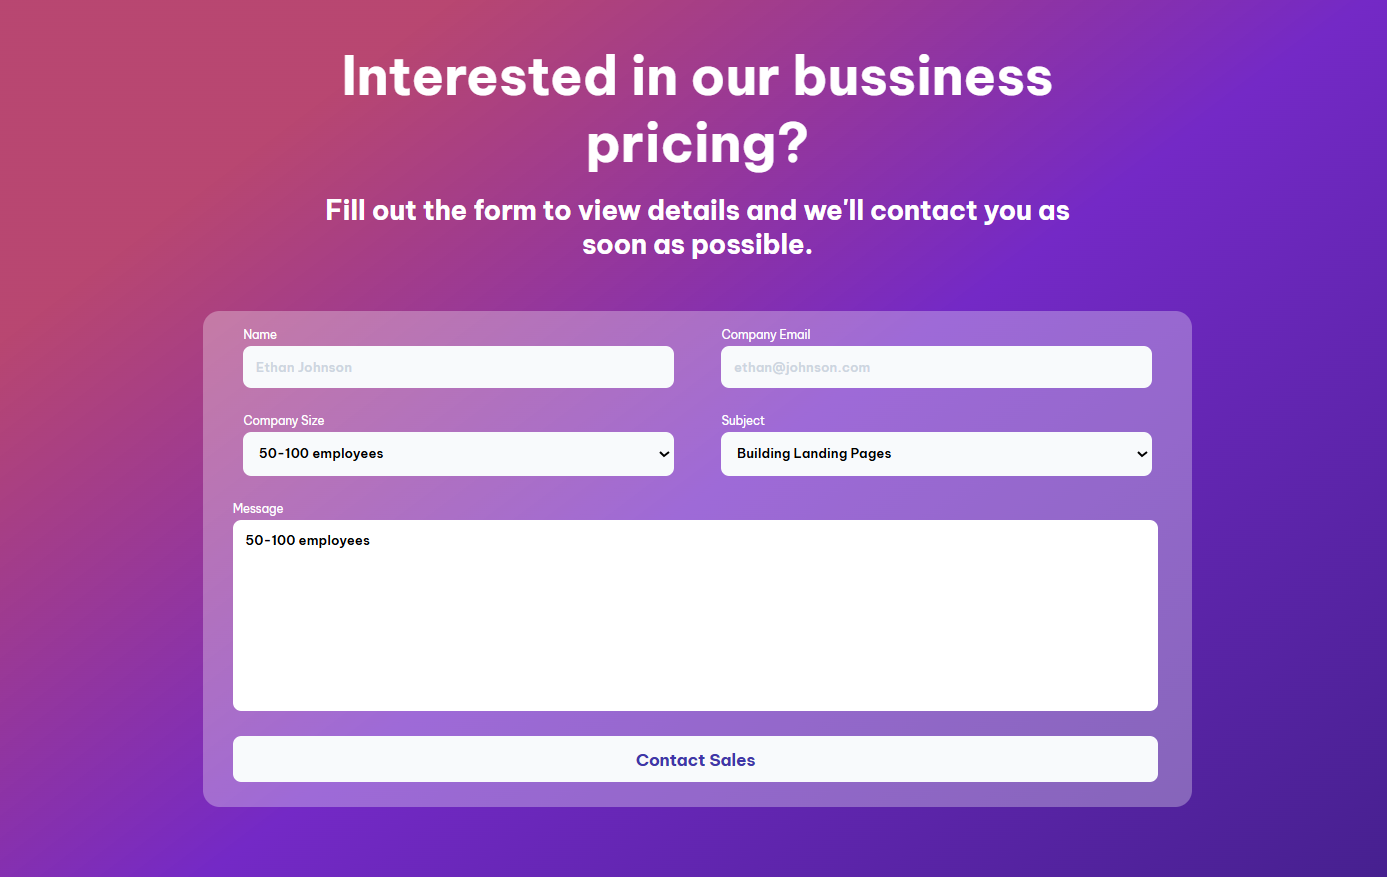 Interested in our bussiness
pricing?
Fill out the form to view details and we'll contact you as
soon as possible.
Name
Company Email
Ethan Johnson
ethan@johnson.com
Company Size
Subject
50-100 employees
Building Landing Pages
Message
50-100 employees
Contact Sales